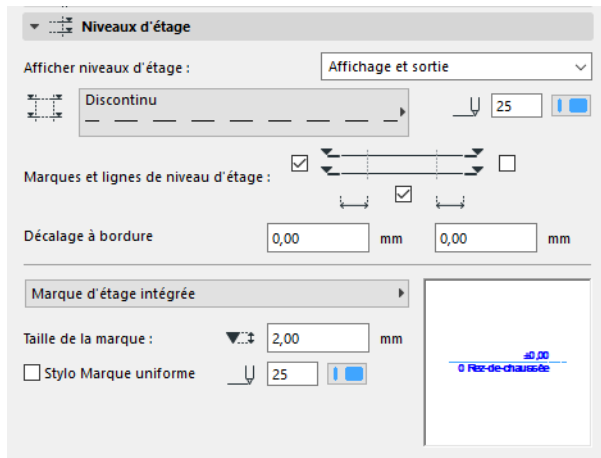 Niveaux d'étage
Afficher niveaux d'étage : Affichage et sortie
Discontinu 25
Marques et lignes de niveau d'étage :
Décalage à bordure 0,00 mm 0,00 mm
Marque d'étage intégrée
Taille de la marque : 2,00 mm
±0,00
0 Rez-de-chaussée
Stylo Marque uniforme 25